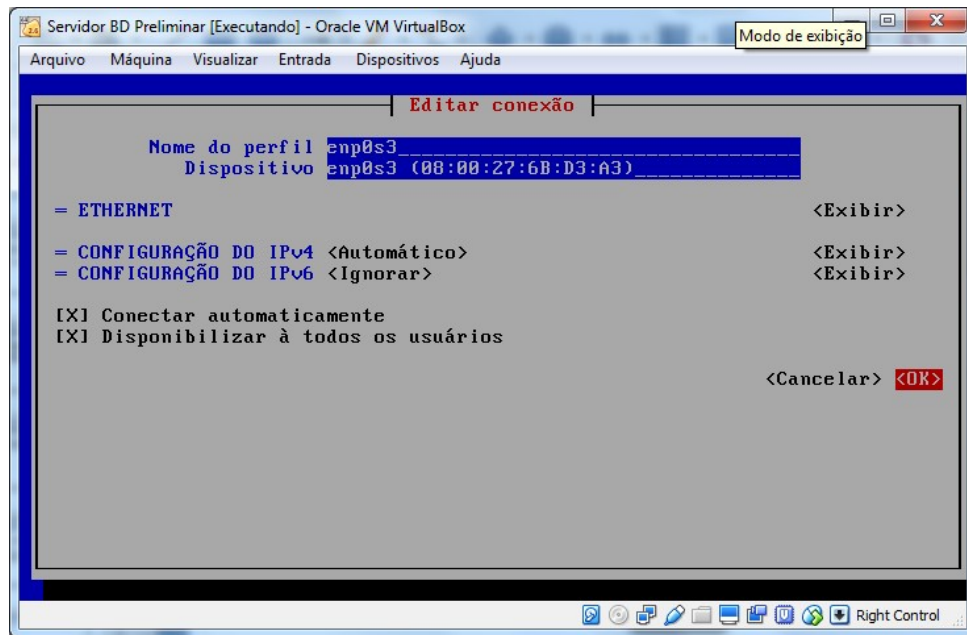 Servidor BD Preliminar [Executando] - Oracle VM VirtualBox
Modo de exibição
Arquivo Máquina Visualizar Entrada Dispositivos Ajuda
Editar conexão
Nome do perfil enp0s3
Dispositivo enp0s3 (08:00:27:6B:D3:A3)
= ETHERNET <Exibir>
= CONFIGURAÇÃO DO IPv4 <Automático> <Exibir>
= CONFIGURAÇÃO DO IPv6 <Ignorar> <Exibir>
[X] Conectar automaticamente
[X] Disponibilizar à todos os usuários
<Cancelar> <OK>
Right Control